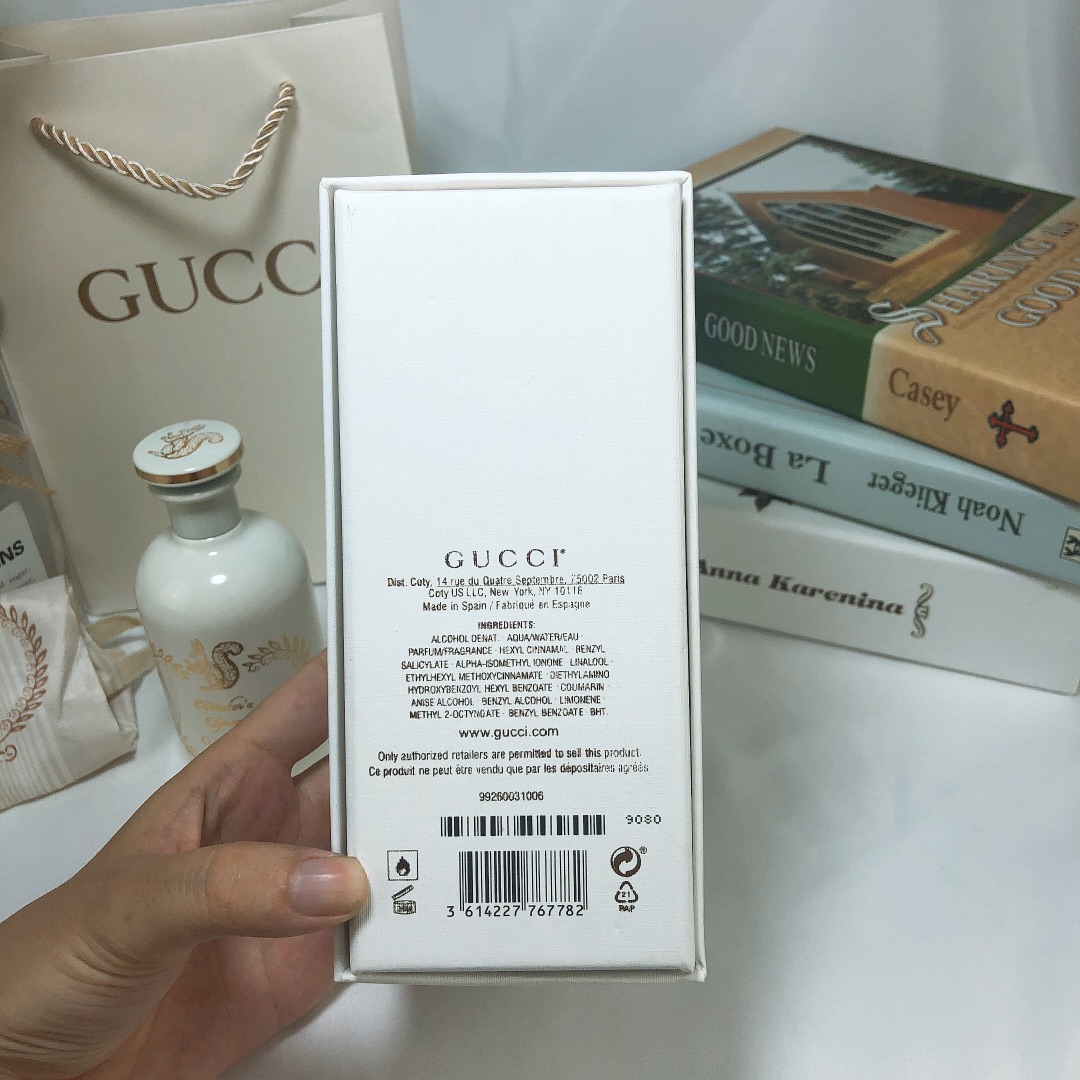 GUCC
GUCCI
Dist. Coty, 14 rue du Quatre Septembre, 75002 Paris
Coty US LLC, New York, NY 10118
Made in Spain / Fabriqué en Espagne
INGREDIENTS:
ALCOHOL DENAT. · AQUA/WATER/EAU ·
PARFUM/FRAGRANCE · HEXYL CINNAMAL · BENZYL
SALICYLATE · ALPHA-ISOMETHYL IONONE · LINALOOL ·
ETHYLHEXYL METHOXYCINNAMATE · DIETHYLAMINO
HYDROXYBENZOYL HEXYL BENZOATE · COUMARIN ·
ANISE ALCOHOL · BENZYL ALCOHOL · LIMONENE ·
METHYL 2-OCTYNOATE · BENZYL BENZOATE · BHT.
www.gucci.com
Only authorized retailers are permitted to sell this product.
Ce produit ne peut être vendu que par les dépositaires agréés.
99260031006
9080
3 614227 767782
21
PAP
SHARING the
GOOD
GOOD NEWS
Casey
Noah Klieger
La Boxe
Anna Karenina
NS